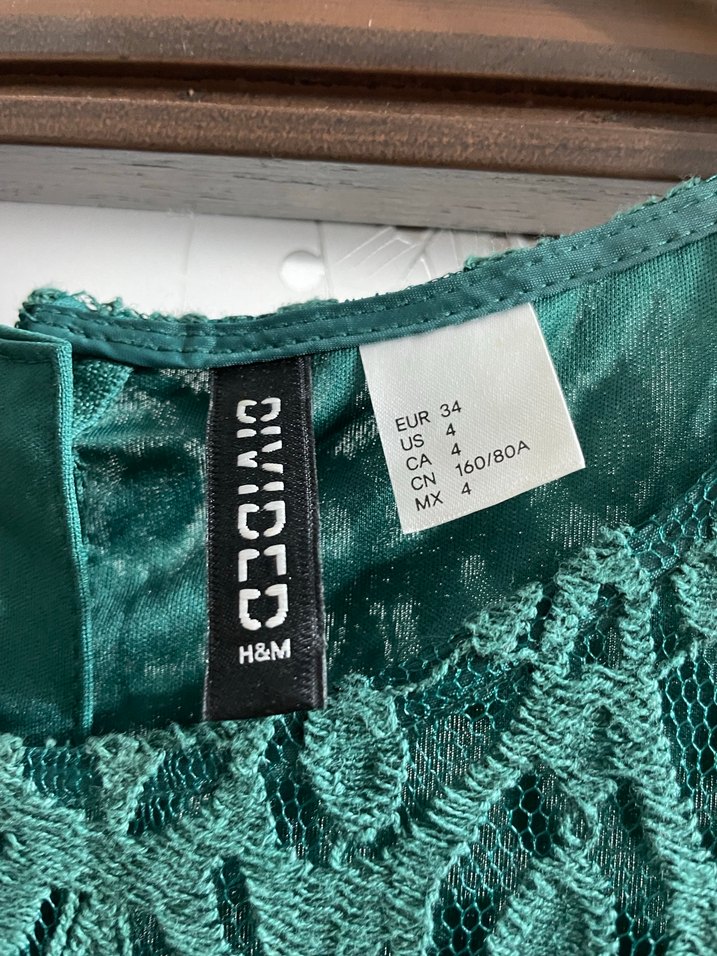 DIVIDED
H&M
EUR 34
US 4
CA 4
CN 160/80A
MX 4